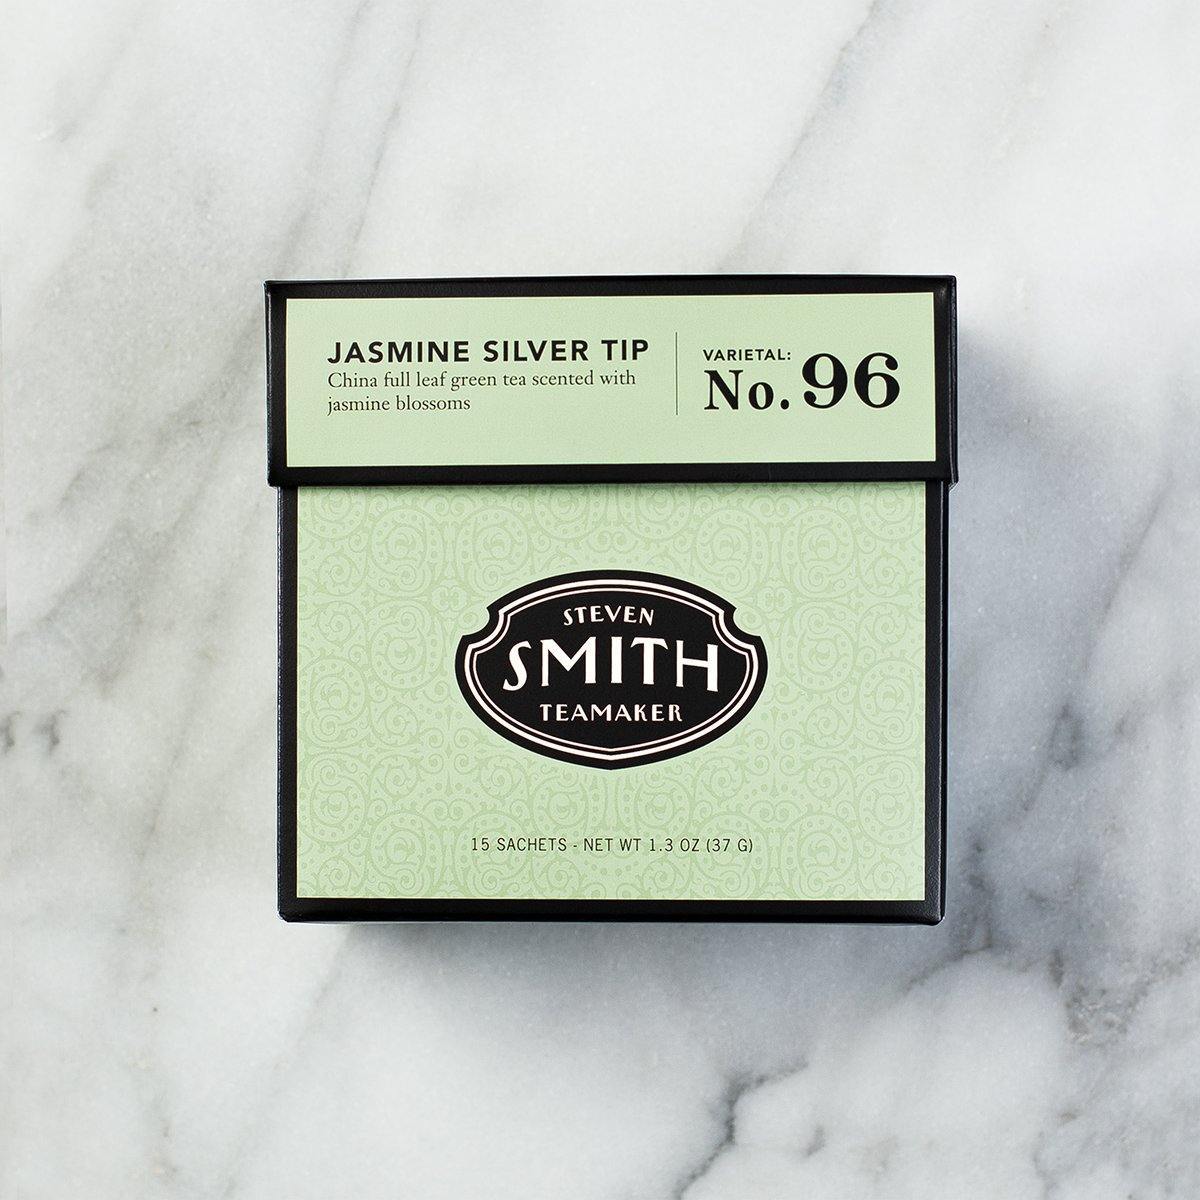 JASMINE SILVER TIP
China full leaf green tea scented with
jasmine blossoms
VARIETAL:
No. 96
STEVEN
SMITH
TEAMAKER
15 SACHETS - NET WT 1.3 OZ (37 G)